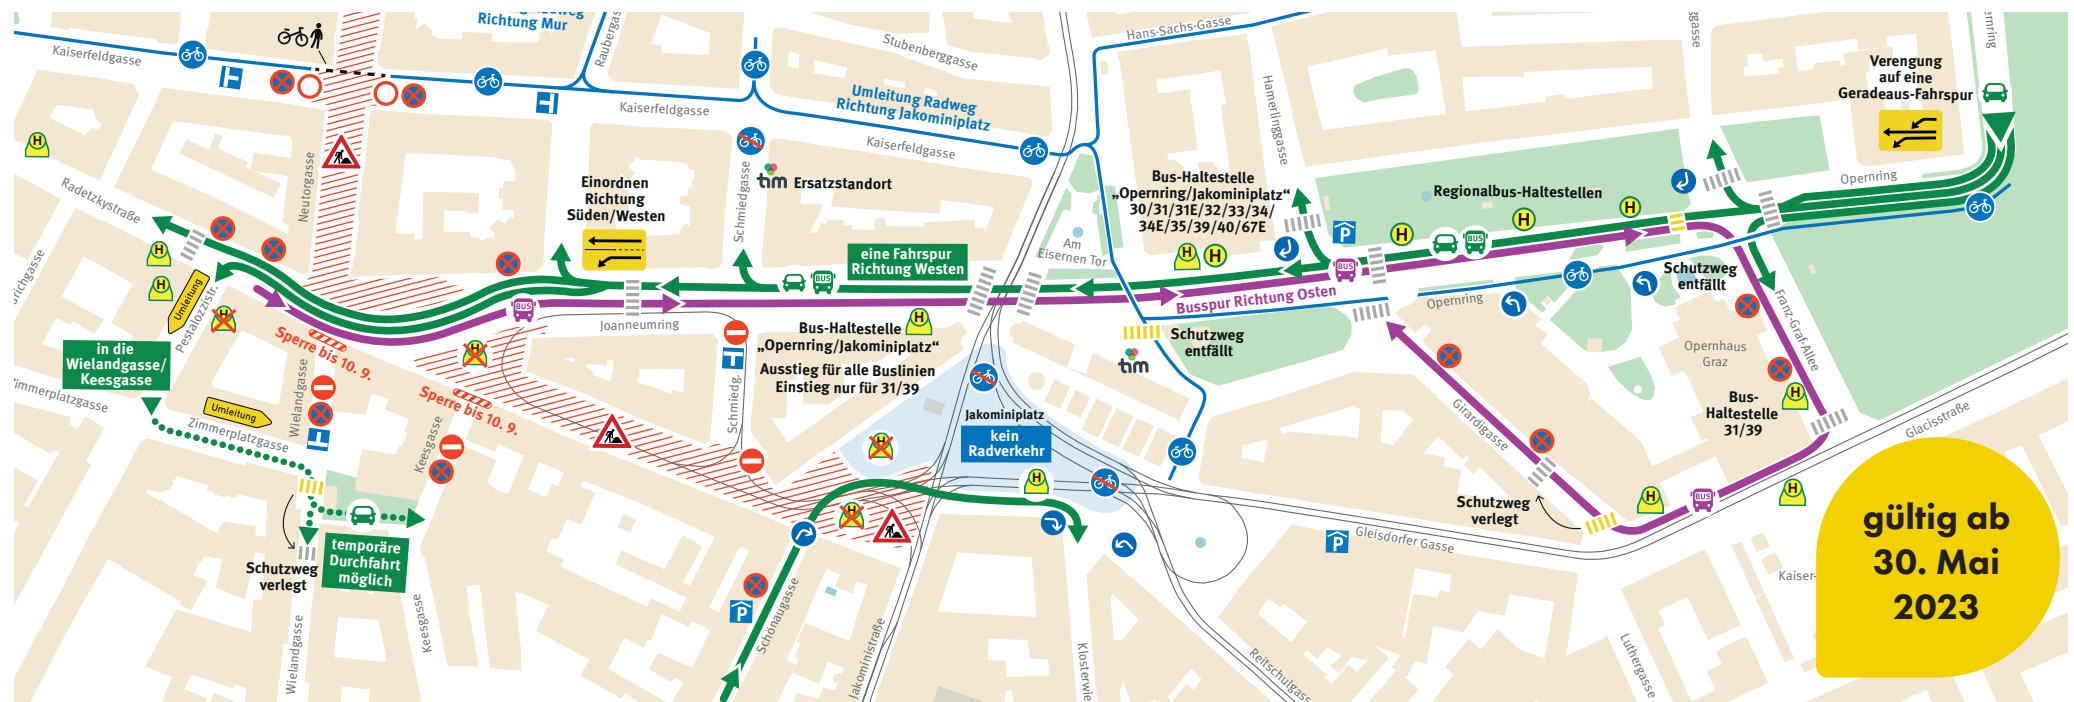 Richtung Mur
Kaiserfeldgasse
Stubenberggasse
Hans-Sachs-Gasse
Verengung
auf eine
Geradeaus-Fahrspur
Umleitung Radweg
Richtung Jakominiplatz
Kaiserfeldgasse
Kaiserfeldgasse
Hamerlinggasse
H
Radetzkystraße
Neutorgasse
Einordnen
Richtung
Süden/Westen
Schmiedgasse
tim Ersatzstandort
Bus-Haltestelle
„Opernring/Jakominiplatz“
30/31/31E/32/33/34/
34E/35/39/40/67E
H
H
Regionalbus-Haltestellen
H
H
H
P
BUS
Opernring
Am
Eisernen Tor
eine Fahrspur
Richtung Westen
BUS
BUS
H
H
Umleitung
Pestalozzistr.
H
BUS
Busspur Richtung Osten
Opernring
Schutzweg
entfällt
Franz-Graf-Allee
Sperre bis 10. 9.
Joanneumring
H
Bus-Haltestelle
„Opernring/Jakominiplatz“
Ausstieg für alle Buslinien
Einstieg nur für 31/39
H
Schutzweg
entfällt
tim
Opernhaus
Graz
in die
Wielandgasse/
Keesgasse
Zimmerplatzgasse
Umleitung
Wielandgasse
Keesgasse
Sperre bis 10. 9.
Schmiedg.
Jakominiplatz
kein
Radverkehr
H
H
H
Girardigasse
Bus-
Haltestelle
31/39
H
Glacisstraße
Schutzweg
verlegt
H
BUS
H
Schutzweg
verlegt
temporäre
Durchfahrt
möglich
Wielandgasse
Keesgasse
P
Schönaugasse
Jakoministraße
P
Gleisdorfer Gasse
Reitschulgass
Klosterwie
Luthergasse
Kaiser-
gültig ab
30. Mai
2023